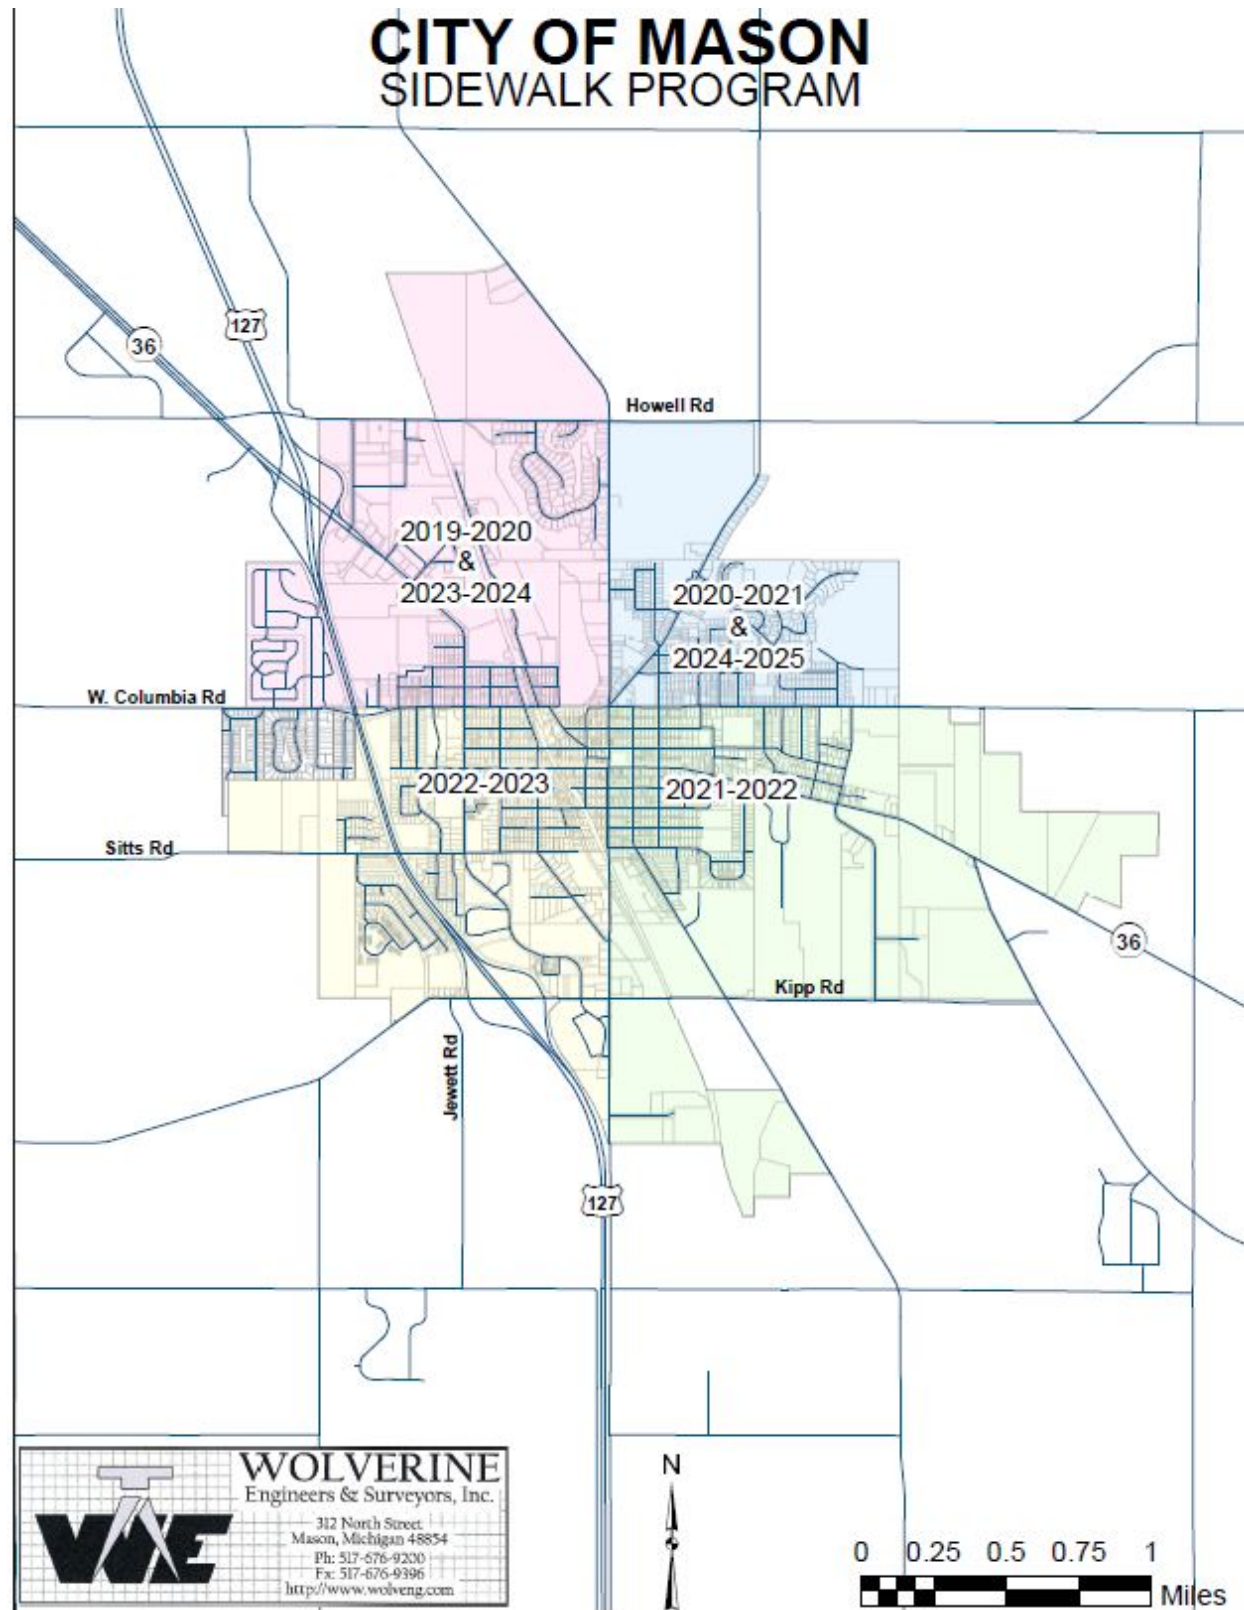 CITY OF MASON
SIDEWALK PROGRAM
127
36
Howell Rd
2019-2020
&
2023-2024
2020-2021
&
2024-2025
W. Columbia Rd
2022-2023
2021-2022
Sitts Rd
36
Kipp Rd
Jewett Rd
127
WOLVERINE
Engineers & Surveyors, Inc.
312 North Street
Mason, Michigan 48854
Ph: 517-676-9200
Fx: 517-676-9396
http://www.wolveng.com
WE
N
0 0.25 0.5 0.75 1
Miles